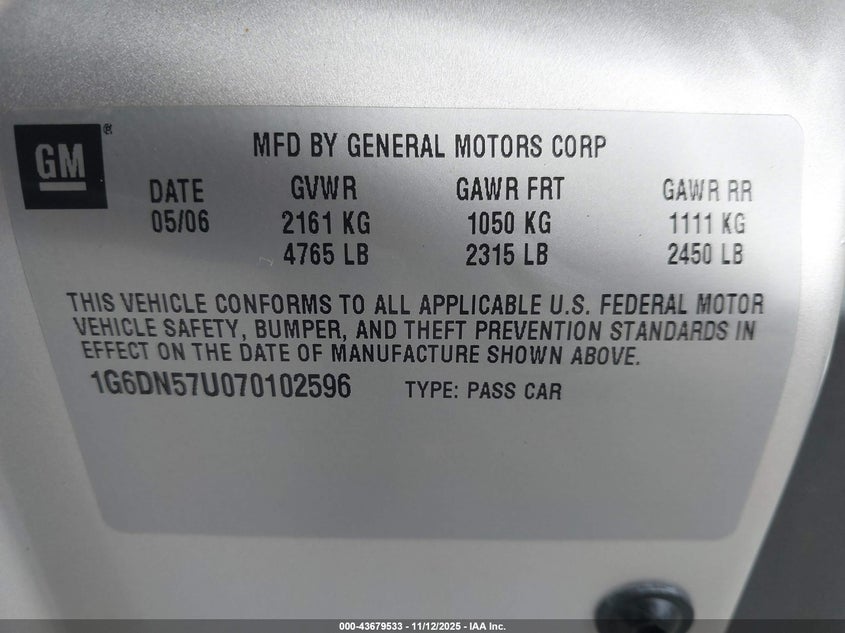 GM ®
MFD BY GENERAL MOTORS CORP
DATE GVWR GAWR FRT GAWR RR
05/06 2161 KG 1050 KG 1111 KG
4765 LB 2315 LB 2450 LB
THIS VEHICLE CONFORMS TO ALL APPLICABLE U.S. FEDERAL MOTOR
VEHICLE SAFETY, BUMPER, AND THEFT PREVENTION STANDARDS IN
EFFECT ON THE DATE OF MANUFACTURE SHOWN ABOVE.
1G6DN57U070102596 TYPE: PASS CAR
000-43679533 - 11/12/2025 - IAA Inc.